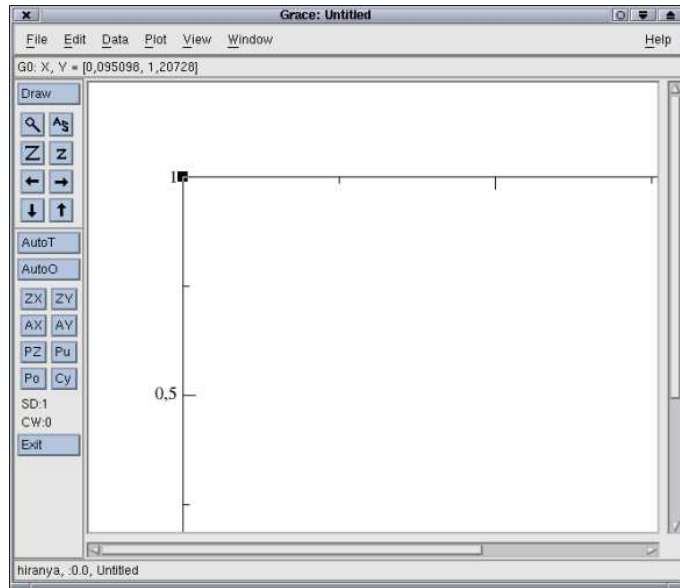 Grace: Untitled
File Edit Data Plot View Window Help
G0: X, Y = [0,095098, 1,20728]
Draw
A S
Z z
AutoT
AutoO
ZX ZY
AX AY
PZ Pu
Po Cy
SD:1
CW:0
Exit
1
0,5
hiranya, :0.0, Untitled